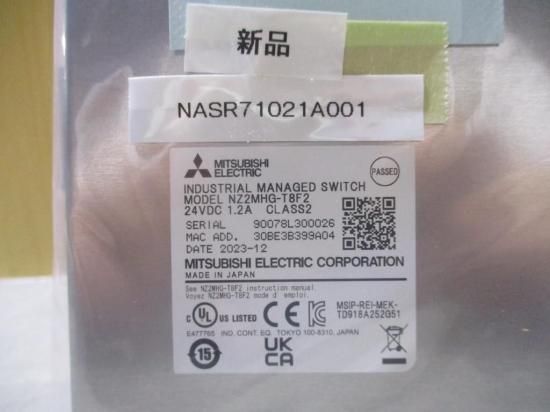 新品
NASR71021A001
MITSUBISHI
ELECTRIC
PASSED
INDUSTRIAL MANAGED SWITCH
MODEL NZ2MHG-T8F2
24VDC 1.2A CLASS2
SERIAL 90078L300026
MAC ADD. 30BE3B399A04
DATE 2023-12
MITSUBISHI ELECTRIC CORPORATION
MADE IN JAPAN
See NZ2MHG-T8F2 instruction manual.
Voyez NZ2MHG-T8F2 mode d' emploi.
C UL US LISTED
CE
MSIP-REI-MEK-
TD918A252G51
E477765 IND. CONT. EQ. TOKYO 100-8310, JAPAN
15
UK
CA